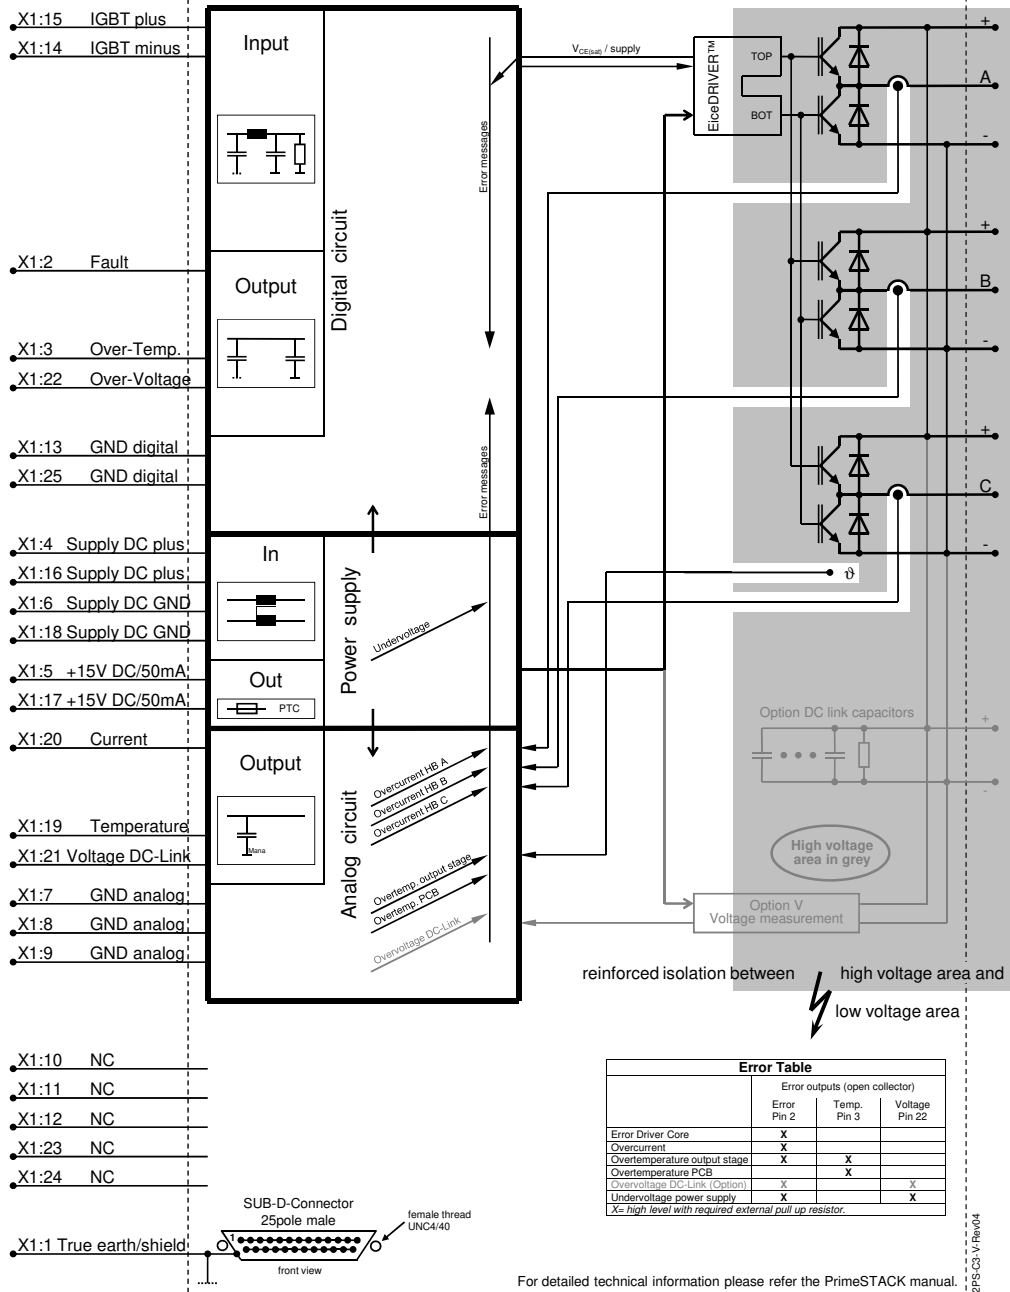 X1:15 IGBT plus
X1:14 IGBT minus
X1:2 Fault
X1:3 Over-Temp.
X1:22 Over-Voltage
X1:13 GND digital
X1:25 GND digital
X1:4 Supply DC plus
X1:16 Supply DC plus
X1:6 Supply DC GND
X1:18 Supply DC GND
X1:5 +15V DC/50mA
X1:17 +15V DC/50mA
X1:20 Current
X1:19 Temperature
X1:21 Voltage DC-Link
X1:7 GND analog
X1:8 GND analog
X1:9 GND analog
X1:10 NC
X1:11 NC
X1:12 NC
X1:23 NC
X1:24 NC
X1:1 True earth/shield
Input
Output
Digital circuit
Error messages
Error messages
In
Out
PTC
Power supply
Undervoltage
Output
Mana
Analog circuit
Overcurrent HB A
Overcurrent HB B
Overcurrent HB C
Overtemp. output stage
Overtemp. PCB
Overvoltage DC-Link
VCE(sat) / supply
EiceDRIVER™
TOP
BOT
+
A
-
+
B
-
+
C
-
ϑ
Option DC link capacitors
+
-
High voltage
area in grey
Option V
Voltage measurement
reinforced isolation between high voltage area and
low voltage area
Error Table
Error outputs (open collector)
Error Temp. Voltage
Pin 2 Pin 3 Pin 22
Error Driver Core X
Overcurrent X
Overtemperature output stage X X
Overtemperature PCB X
Overvoltage DC-Link (Option) X X
Undervoltage power supply X X
X= high level with required external pull up resistor.
SUB-D-Connector
25pole male
female thread
UNC4/40
1
front view
For detailed technical information please refer the PrimeSTACK manual.
2PS-C3-V-Rev04